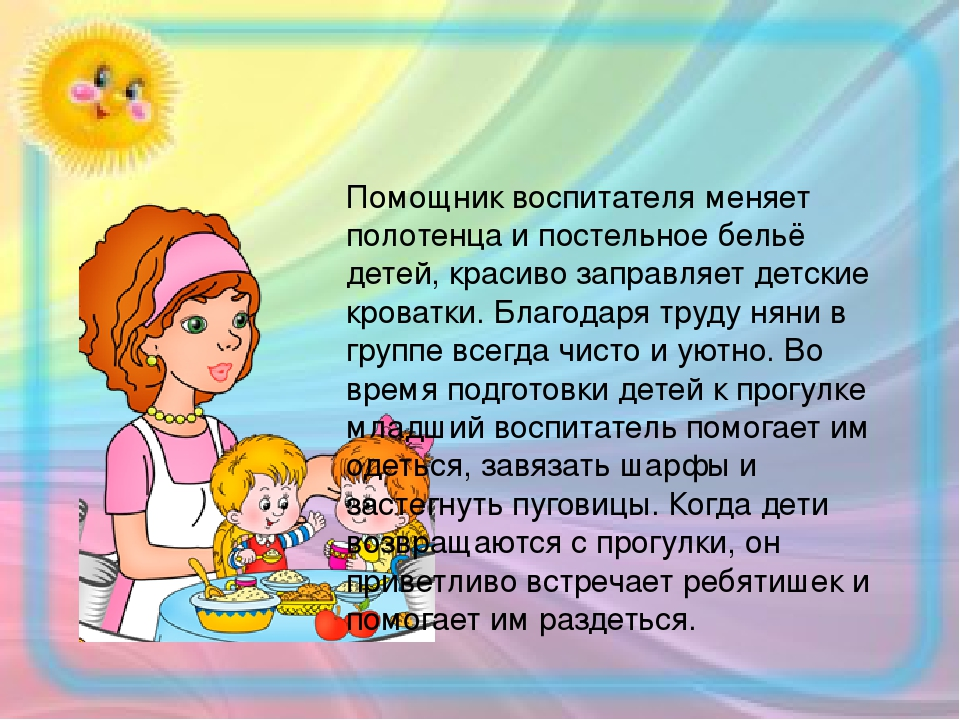 Помощник воспитателя меняет
полотенца и постельное бельё
детей, красиво заправляет детские
кроватки. Благодаря труду няни в
группе всегда чисто и уютно. Во
время подготовки детей к прогулке
младший воспитатель помогает им
одеться, завязать шарфы и
застегнуть пуговицы. Когда дети
возвращаются с прогулки, он
приветливо встречает ребятишек и
помогает им раздеться.